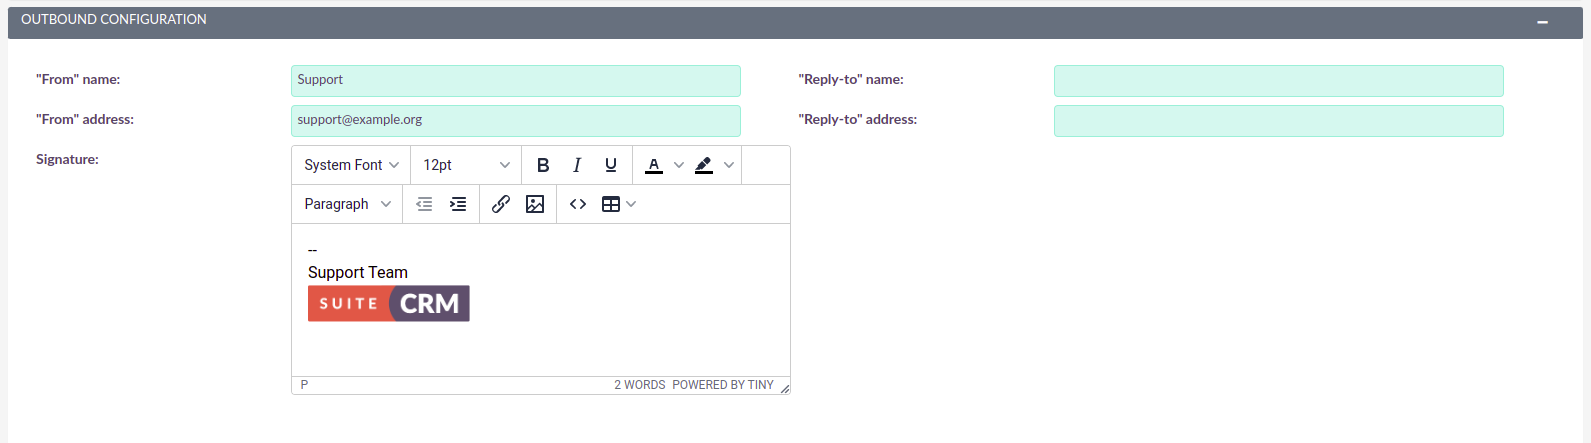 OUTBOUND CONFIGURATION
"From" name: Support "Reply-to" name:
"From" address: support@example.org "Reply-to" address:
Signature:
System Font 12pt B I U A
Paragraph
--
Support Team
SUITE CRM
P 2 WORDS POWERED BY TINY